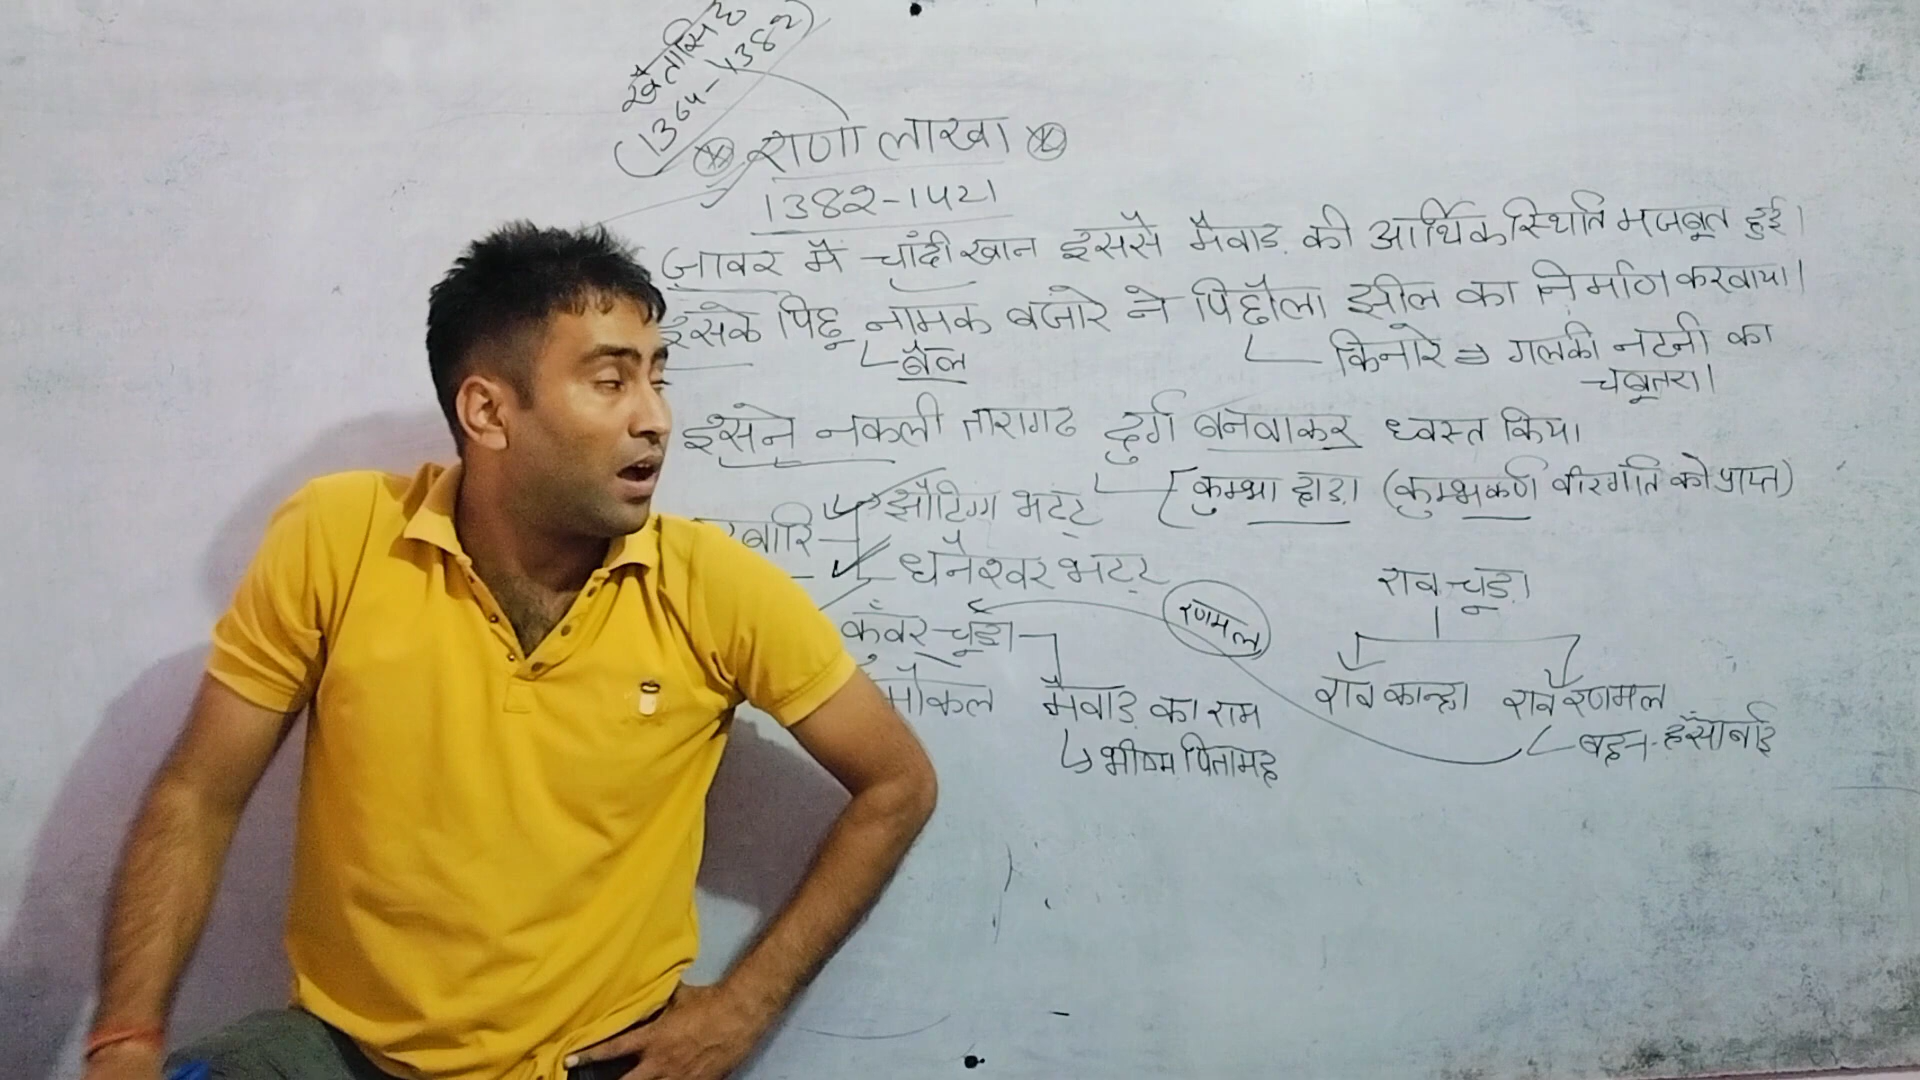 खेतासिंह
(1364-1382)
राणा लाखा
1382-1421
जावर मे चाँदी खान इससे मेवाड़ की आर्थिक स्थिति मजबूत हुई।
इसके पिछू नामक बंजारे ने पिछौला झील का निर्माण करवाया।
बैल
किनारे ⇒ गलकी नटनी का
चबूतरा।
इसने नकली तारागढ दुर्ग बनवाकर ध्वस्त किया
कुम्भा हाड़ा (कुम्भकर्ण वीरगति को प्राप्त)
झोटिंग भट्ट
धनेश्वर भट्ट
कुँवर चूड़ा
रणमल
मोकल
मेवाड़ का राम
भीष्म पितामह
राव चूड़ा
राव कान्हा राव रणमल
बहन-हंसाबाई